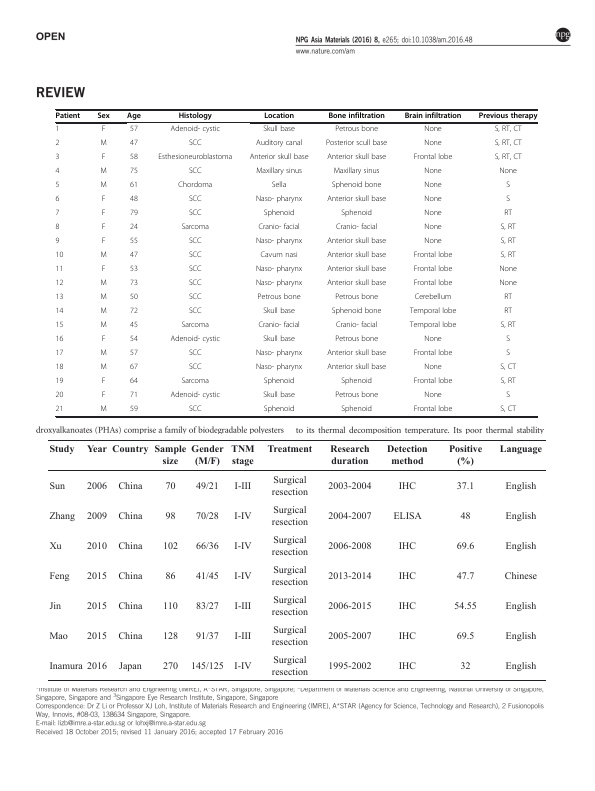 OPEN
NPG Asia Materials (2016) 8, e265; doi:10.1038/am.2016.48
npg
www.nature.com/am
REVIEW
Patient Sex Age Histology Location Bone infiltration Brain infiltration Previous therapy
1 F 57 Adenoid- cystic Skull base Petrous bone None S, RT, CT
2 M 47 SCC Auditory canal Posterior scull base None S, RT, CT
3 F 58 Esthesioneuroblastoma Anterior skull base Anterior skull base Frontal lobe S, RT, CT
4 M 75 SCC Maxillary sinus Maxillary sinus None None
5 M 61 Chordoma Sella Sphenoid bone None S
6 F 48 SCC Naso- pharynx Anterior skull base None S
7 F 79 SCC Sphenoid Sphenoid None RT
8 F 24 Sarcoma Cranio- facial Cranio- facial None S, RT
9 F 55 SCC Naso- pharynx Anterior skull base None S, RT
10 M 47 SCC Cavum nasi Anterior skull base Frontal lobe S, RT
11 F 53 SCC Naso- pharynx Anterior skull base Frontal lobe None
12 M 73 SCC Naso- pharynx Anterior skull base Frontal lobe None
13 M 50 SCC Petrous bone Petrous bone Cerebellum RT
14 M 72 SCC Skull base Sphenoid bone Temporal lobe RT
15 M 45 Sarcoma Cranio- facial Cranio- facial Temporal lobe S, RT
16 F 54 Adenoid- cystic Skull base Petrous bone None S
17 M 57 SCC Naso- pharynx Anterior skull base Frontal lobe S
18 M 67 SCC Naso- pharynx Anterior skull base None S, CT
19 F 64 Sarcoma Sphenoid Sphenoid Frontal lobe S, RT
20 F 71 Adenoid- cystic Skull base Petrous bone None S
21 M 59 SCC Sphenoid Sphenoid Frontal lobe S, CT
droxyalkanoates (PHAs) comprise a family of biodegradable polyesters to its thermal decomposition temperature. Its poor thermal stability
Study Year Country Sample size Gender (M/F) TNM stage Treatment Research duration Detection method Positive (%) Language
Sun 2006 China 70 49/21 I-III Surgical resection 2003-2004 IHC 37.1 English
Zhang 2009 China 98 70/28 I-IV Surgical resection 2004-2007 ELISA 48 English
Xu 2010 China 102 66/36 I-IV Surgical resection 2006-2008 IHC 69.6 English
Feng 2015 China 86 41/45 I-IV Surgical resection 2013-2014 IHC 47.7 Chinese
Jin 2015 China 110 83/27 I-III Surgical resection 2006-2015 IHC 54.55 English
Mao 2015 China 128 91/37 I-III Surgical resection 2005-2007 IHC 69.5 English
Inamura 2016 Japan 270 145/125 I-IV Surgical resection 1995-2002 IHC 32 English
Institute of Materials Research and Engineering (IMRE), A*STAR, Singapore, Singapore; Department of Materials Science and Engineering, National University of Singapore,
Singapore, Singapore and ³Singapore Eye Research Institute, Singapore, Singapore
Correspondence: Dr Z Li or Professor XJ Loh, Institute of Materials Research and Engineering (IMRE), A*STAR (Agency for Science, Technology and Research), 2 Fusionopolis
Way, Innovis, #08-03, 138634 Singapore, Singapore.
E-mail: lizb@imre.a-star.edu.sg or lohxj@imre.a-star.edu.sg
Received 18 October 2015; revised 11 January 2016; accepted 17 February 2016